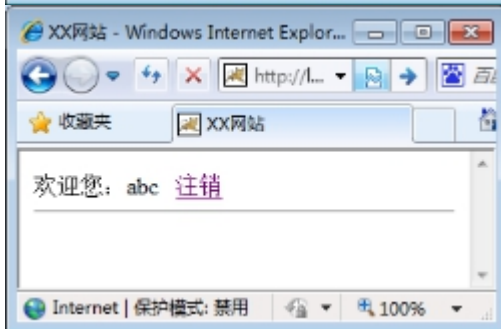 XX网站 - Windows Internet Explor...
http://l...
收藏夹
XX网站
欢迎您：abc 注销
Internet | 保护模式: 禁用
100%